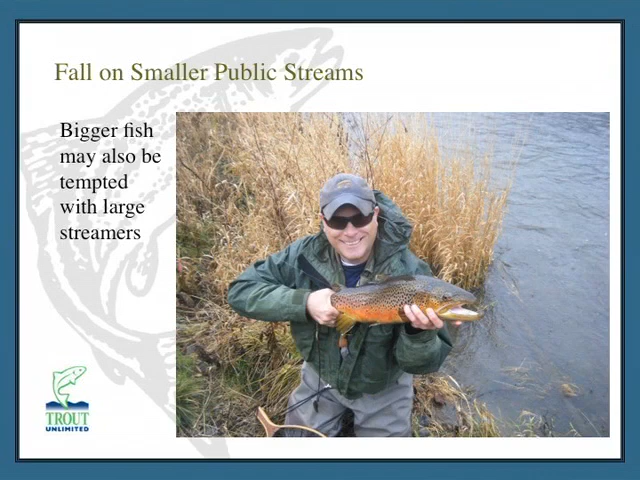 Fall on Smaller Public Streams
Bigger fish
may also be
tempted
with large
streamers
TROUT
UNLIMITED